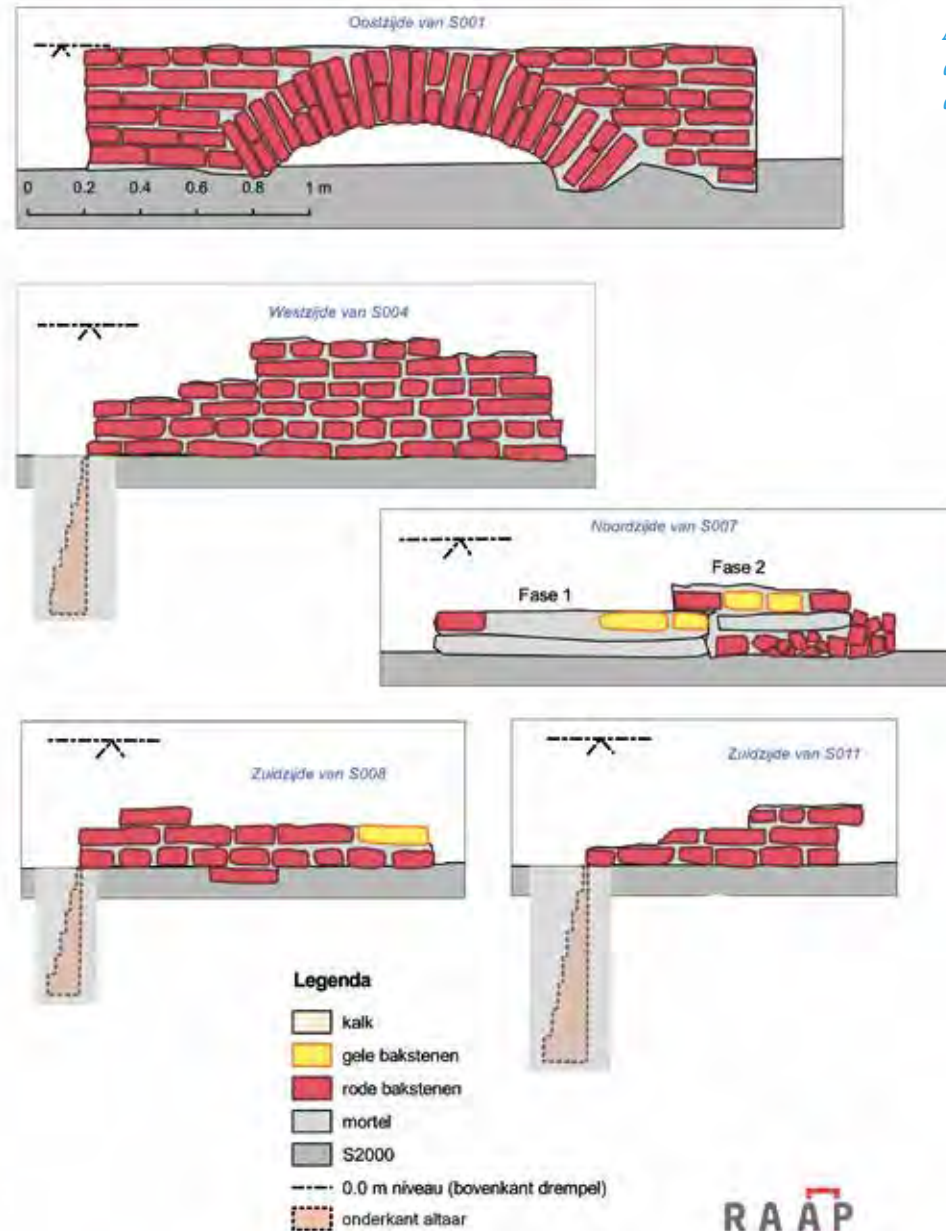 Oostzijde van S001
0 0.2 0.4 0.6 0.8 1 m
Westzijde van S004
Noordzijde van S007
Fase 1
Fase 2
Zuidzijde van S008
Zuidzijde van S011
Legenda
kalk
gele bakstenen
rode bakstenen
mortel
S2000
0.0 m niveau (bovenkant drempel)
onderkant altaar
RAAP